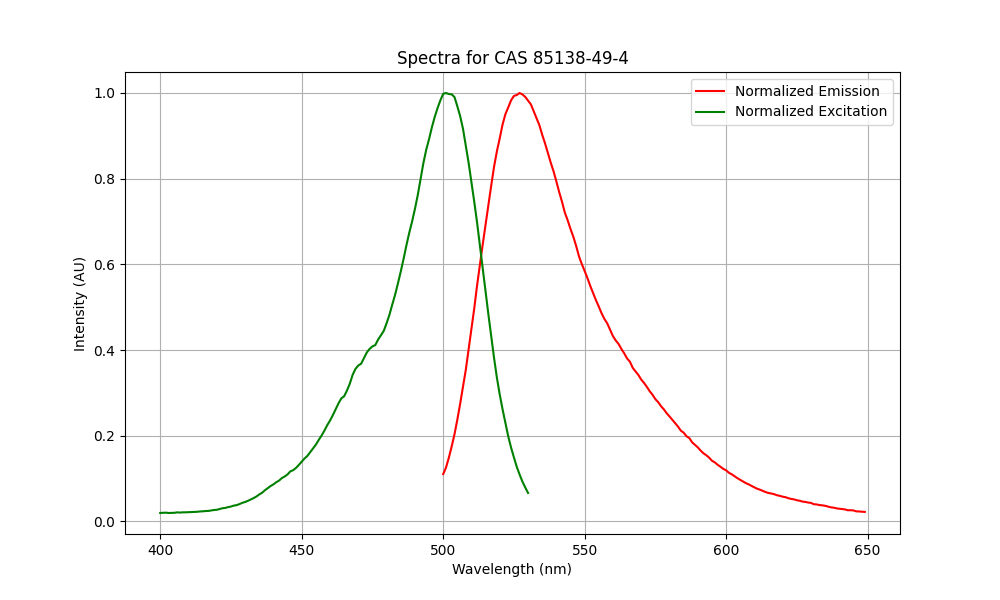 Spectra for CAS 85138-49-4
Normalized Emission
Normalized Excitation
1.0
0.8
0.6
0.4
0.2
0.0
Intensity (AU)
400 450 500 550 600 650
Wavelength (nm)